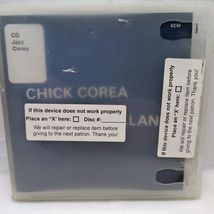 CD
Jazz
Corea
ECM
CHICK COREA
LAN
If this device does not work properly
Place an "X" here: Disc #:
We will repair or replace item before
giving to the next patron. Thank you!
If this device does not work properly
Place an "X" here: Disc #:
We will repair or replace item before
giving to the next patron. Thank you!